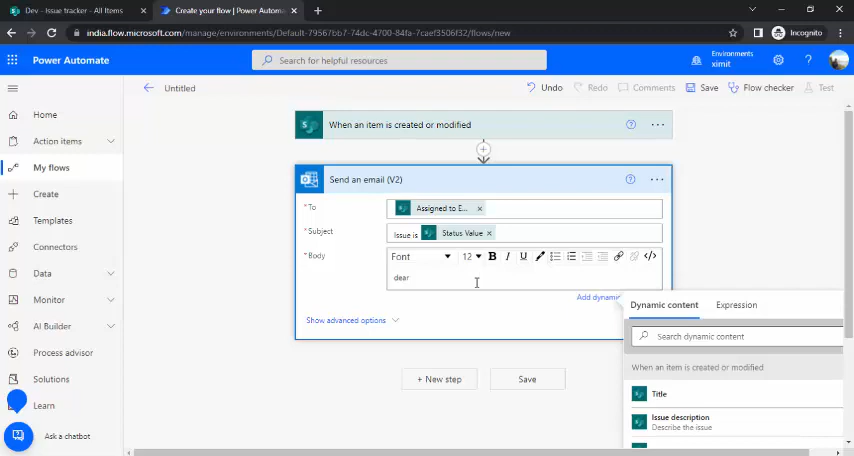 Dev - Issue tracker - All Items
Create your flow | Power Automate
india.flow.microsoft.com/manage/environments/Default-79567bb7-74dc-4700-84fa-7caef3506f32/flows/new
Incognito
Power Automate
Search for helpful resources
Environments
ximit
Untitled
Undo
Redo
Comments
Save
Flow checker
Test
Home
Action items
My flows
Create
Templates
Connectors
Data
Monitor
AI Builder
Process advisor
Solutions
Learn
Ask a chatbot
When an item is created or modified
Send an email (V2)
* To
Assigned to E...
* Subject
Issue is Status Value
* Body
Font 12 B I U
dear
Add dynamic
Show advanced options
+ New step
Save
Dynamic content
Expression
Search dynamic content
When an item is created or modified
Title
Issue description
Describe the issue